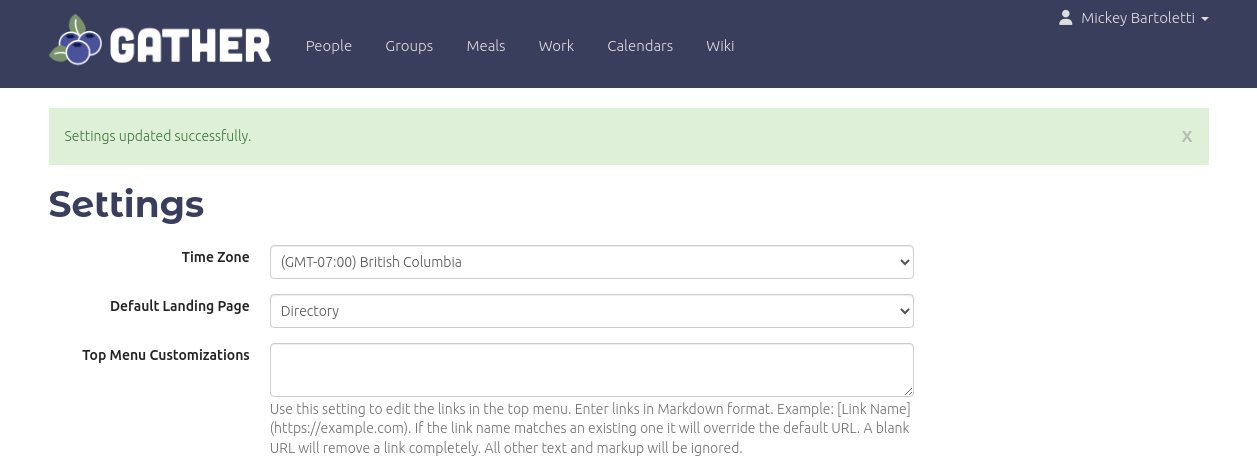 GATHER
People Groups Meals Work Calendars Wiki
Mickey Bartoletti
Settings updated successfully.
x
Settings
Time Zone
(GMT-07:00) British Columbia
Default Landing Page
Directory
Top Menu Customizations
Use this setting to edit the links in the top menu. Enter links in Markdown format. Example: [Link Name]
(https://example.com). If the link name matches an existing one it will override the default URL. A blank
URL will remove a link completely. All other text and markup will be ignored.